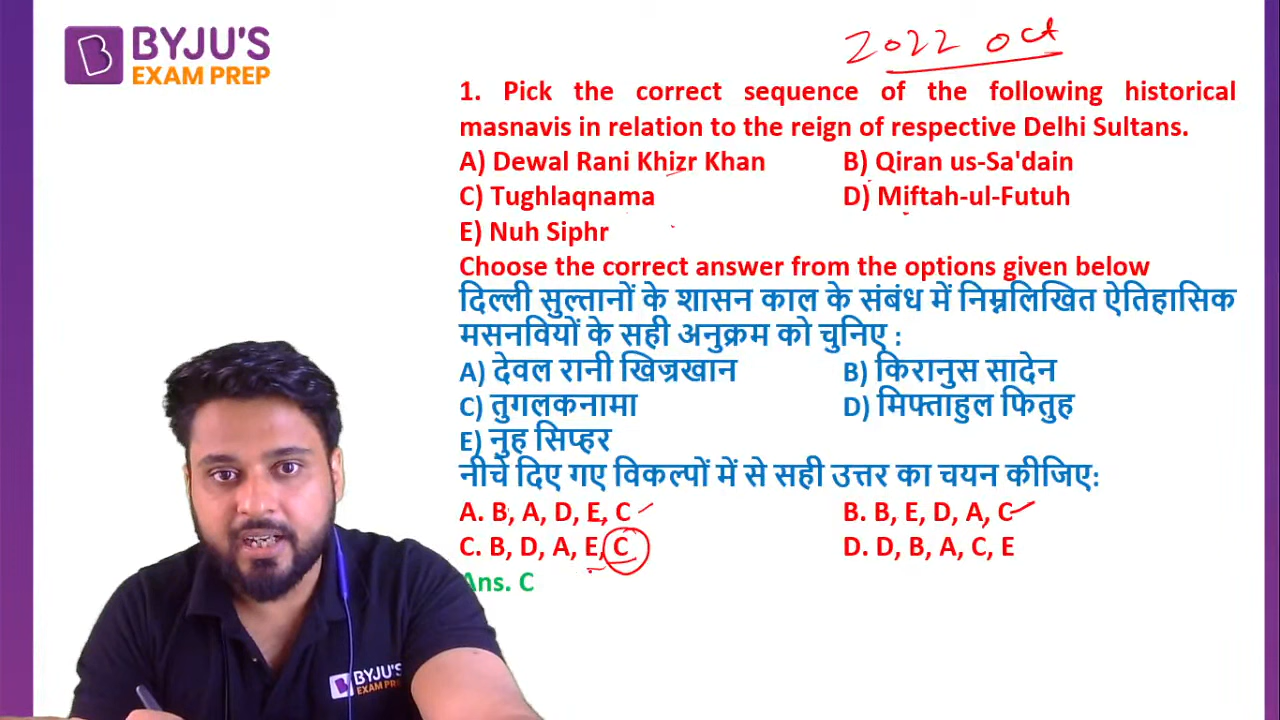 BYJU'S
EXAM PREP
2022 oct
1. Pick the correct sequence of the following historical
masnavis in relation to the reign of respective Delhi Sultans.
A) Dewal Rani Khizr Khan B) Qiran us-Sa'dain
C) Tughlaqnama D) Miftah-ul-Futuh
E) Nuh Siphr
Choose the correct answer from the options given below
दिल्ली सुल्तानों के शासन काल के संबंध में निम्नलिखित ऐतिहासिक
मसनवियों के सही अनुक्रम को चुनिए :
A) देवल रानी खिज्रखान B) किरानुस सादेन
C) तुगलकनामा D) मिफ्ताहुल फितुह
E) नुह सिप्हर
नीचे दिए गए विकल्पों में से सही उत्तर का चयन कीजिए:
A. B, A, D, E, C B. B, E, D, A, C
C. B, D, A, E, C D. D, B, A, C, E
Ans. C
BYJU'S
EXAM PREP